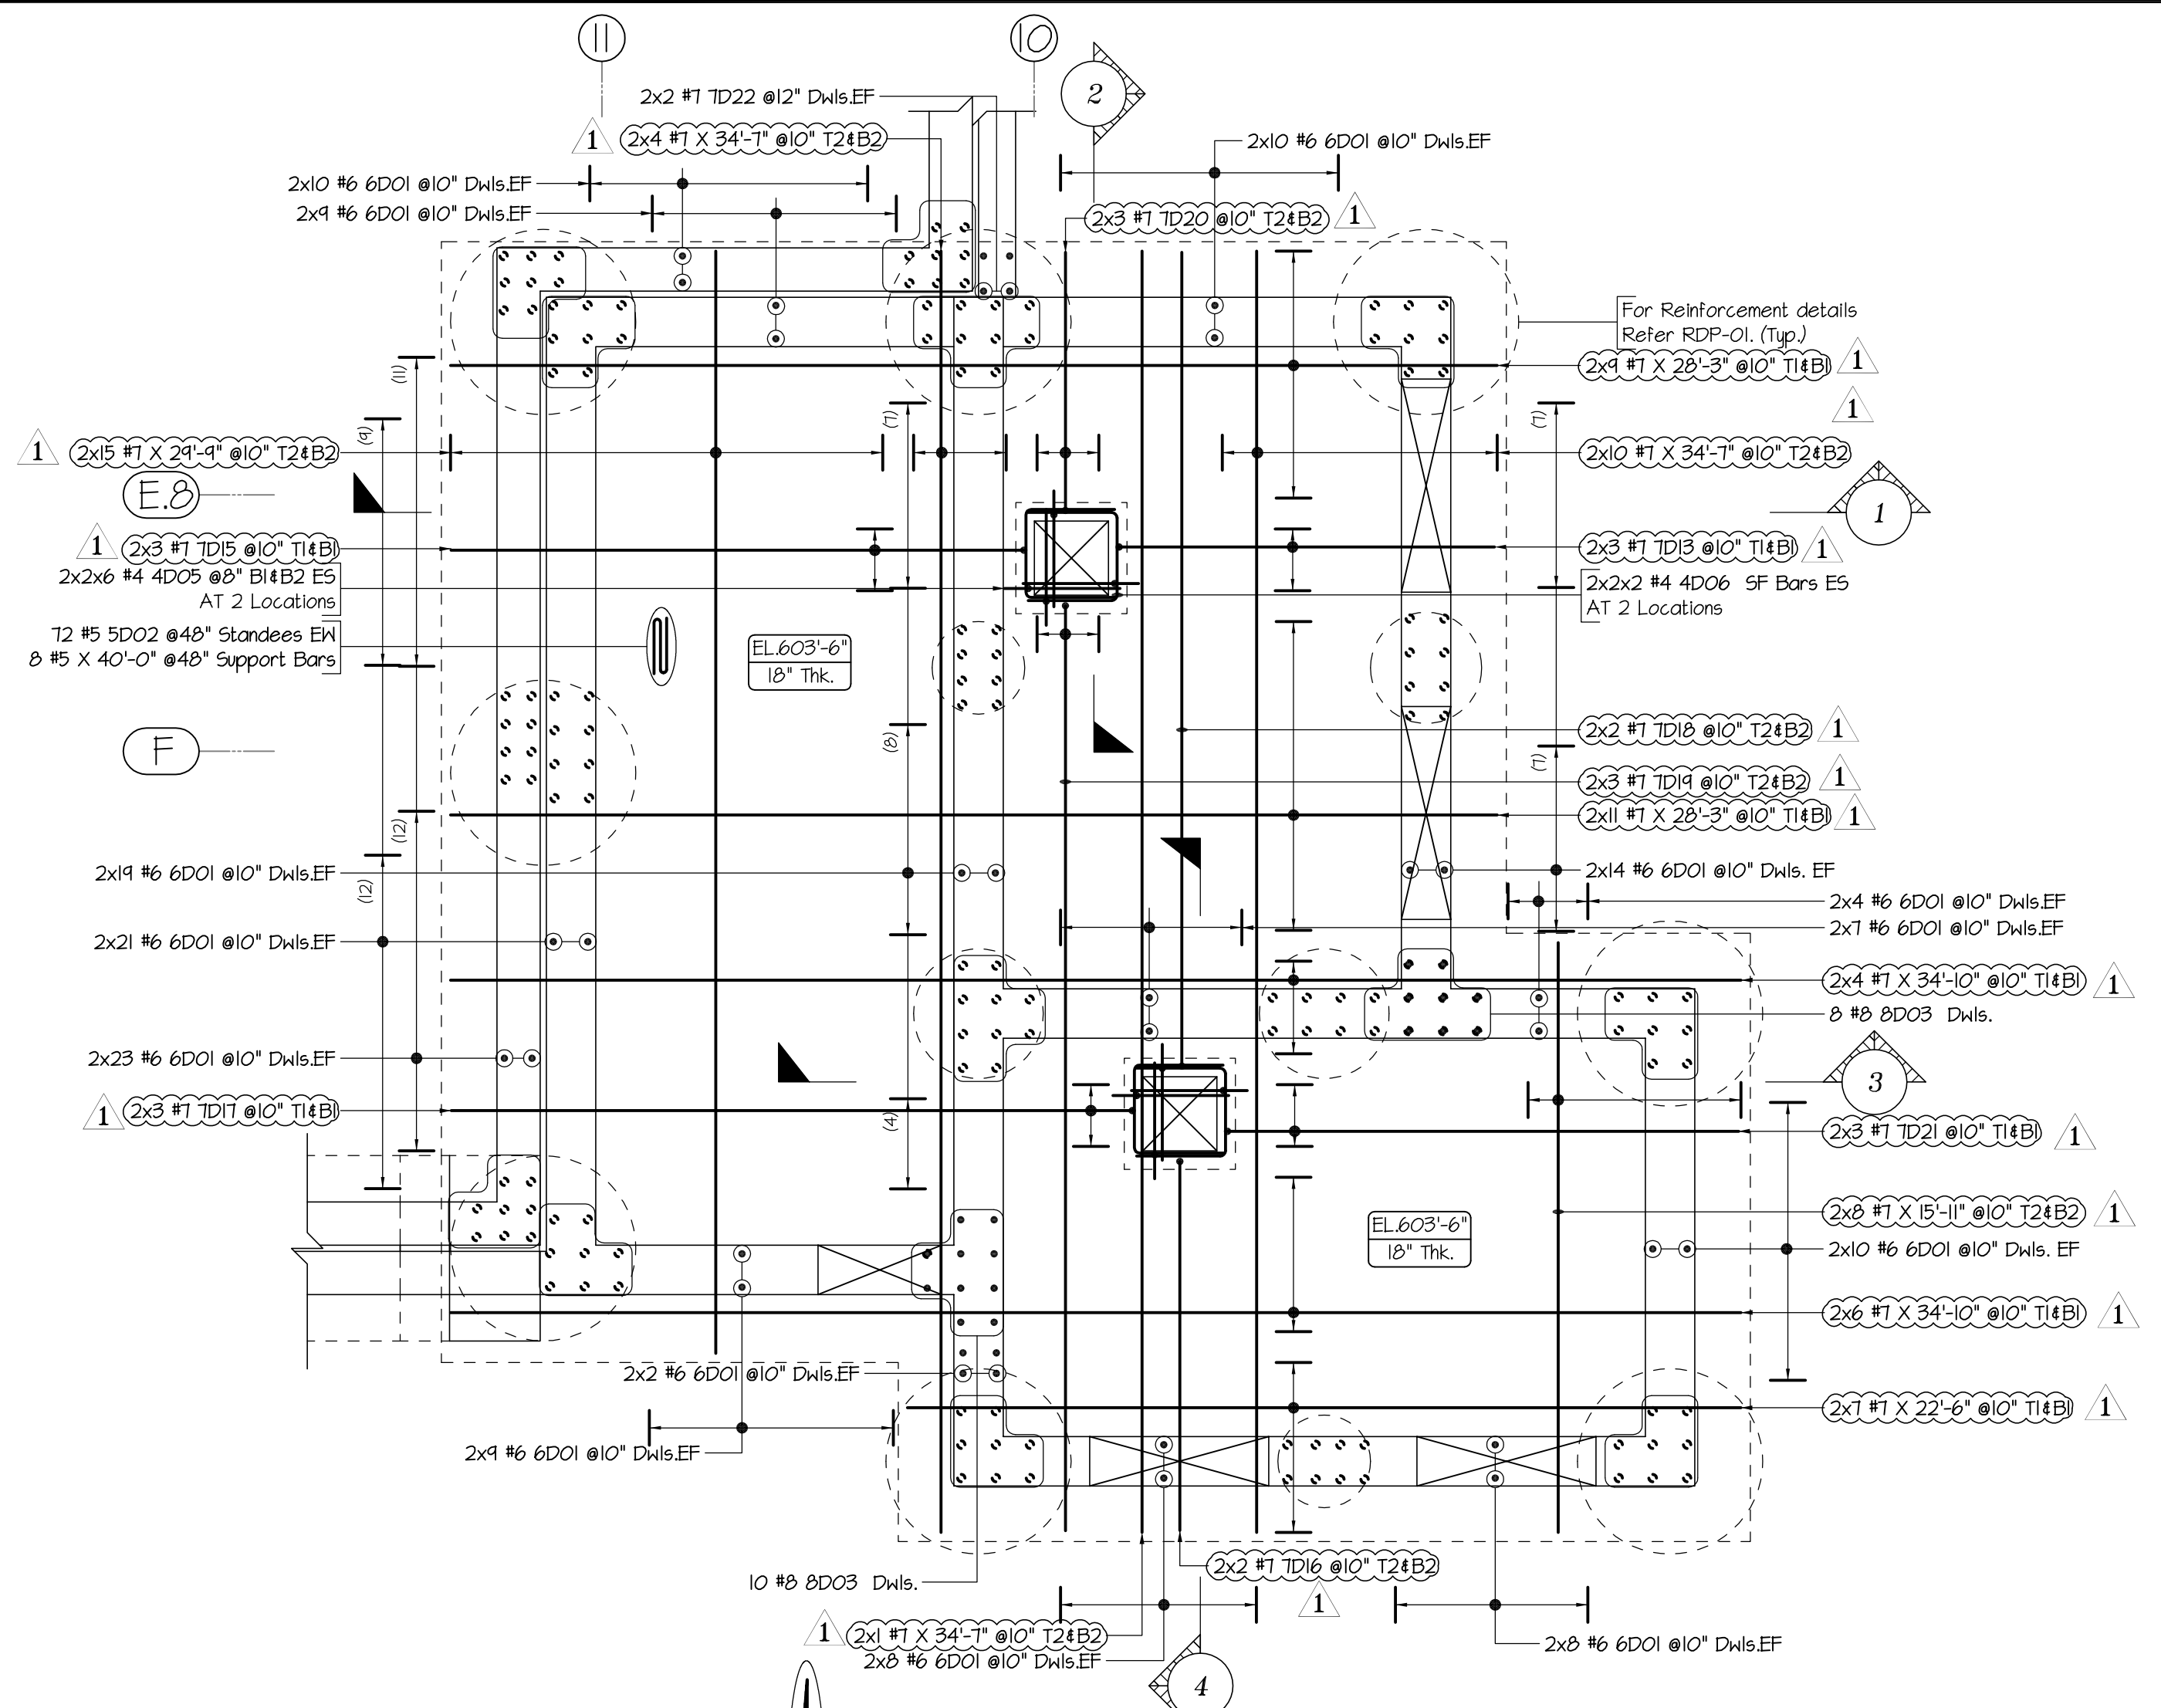 11
10
2
2x2 #7 7D22 @12" Dwls.EF
1
2x4 #7 X 34'-7" @10" T2&B2
2x10 #6 6D01 @10" Dwls.EF
2x10 #6 6D01 @10" Dwls.EF
2x9 #6 6D01 @10" Dwls.EF
2x3 #7 7D20 @10" T2&B2
1
For Reinforcement details
Refer RDP-01. (Typ.)
2x9 #7 X 28'-3" @10" T1&B1
1
1
(11)
(9)
(7)
(7)
1
2x15 #7 X 29'-9" @10" T2&B2
2x10 #7 X 34'-7" @10" T2&B2
E.8
1
1
2x3 #7 7D15 @10" T1&B1
2x3 #7 7D13 @10" T1&B1
1
2x2x6 #4 4D05 @8" B1&B2 ES
AT 2 Locations
2x2x2 #4 4D06 SF Bars ES
AT 2 Locations
72 #5 5D02 @48" Standees EW
8 #5 X 40'-0" @48" Support Bars
EL.603'-6"
18" Thk.
F
2x2 #7 7D18 @10" T2&B2
1
(8)
(7)
2x3 #7 7D19 @10" T2&B2
1
2x11 #7 X 28'-3" @10" T1&B1
1
(12)
(12)
2x19 #6 6D01 @10" Dwls.EF
2x14 #6 6D01 @10" Dwls. EF
2x4 #6 6D01 @10" Dwls.EF
2x7 #6 6D01 @10" Dwls.EF
2x21 #6 6D01 @10" Dwls.EF
2x4 #7 X 34'-10" @10" T1&B1
1
8 #8 8D03 Dwls.
2x23 #6 6D01 @10" Dwls.EF
3
1
2x3 #7 7D17 @10" T1&B1
(4)
2x3 #7 7D21 @10" T1&B1
1
2x8 #7 X 15'-11" @10" T2&B2
1
EL.603'-6"
18" Thk.
2x10 #6 6D01 @10" Dwls. EF
2x6 #7 X 34'-10" @10" T1&B1
1
2x2 #6 6D01 @10" Dwls.EF
2x7 #7 X 22'-6" @10" T1&B1
1
2x9 #6 6D01 @10" Dwls.EF
2x2 #7 7D16 @10" T2&B2
1
10 #8 8D03 Dwls.
1
2x1 #7 X 34'-7" @10" T2&B2
2x8 #6 6D01 @10" Dwls.EF
2x8 #6 6D01 @10" Dwls.EF
4